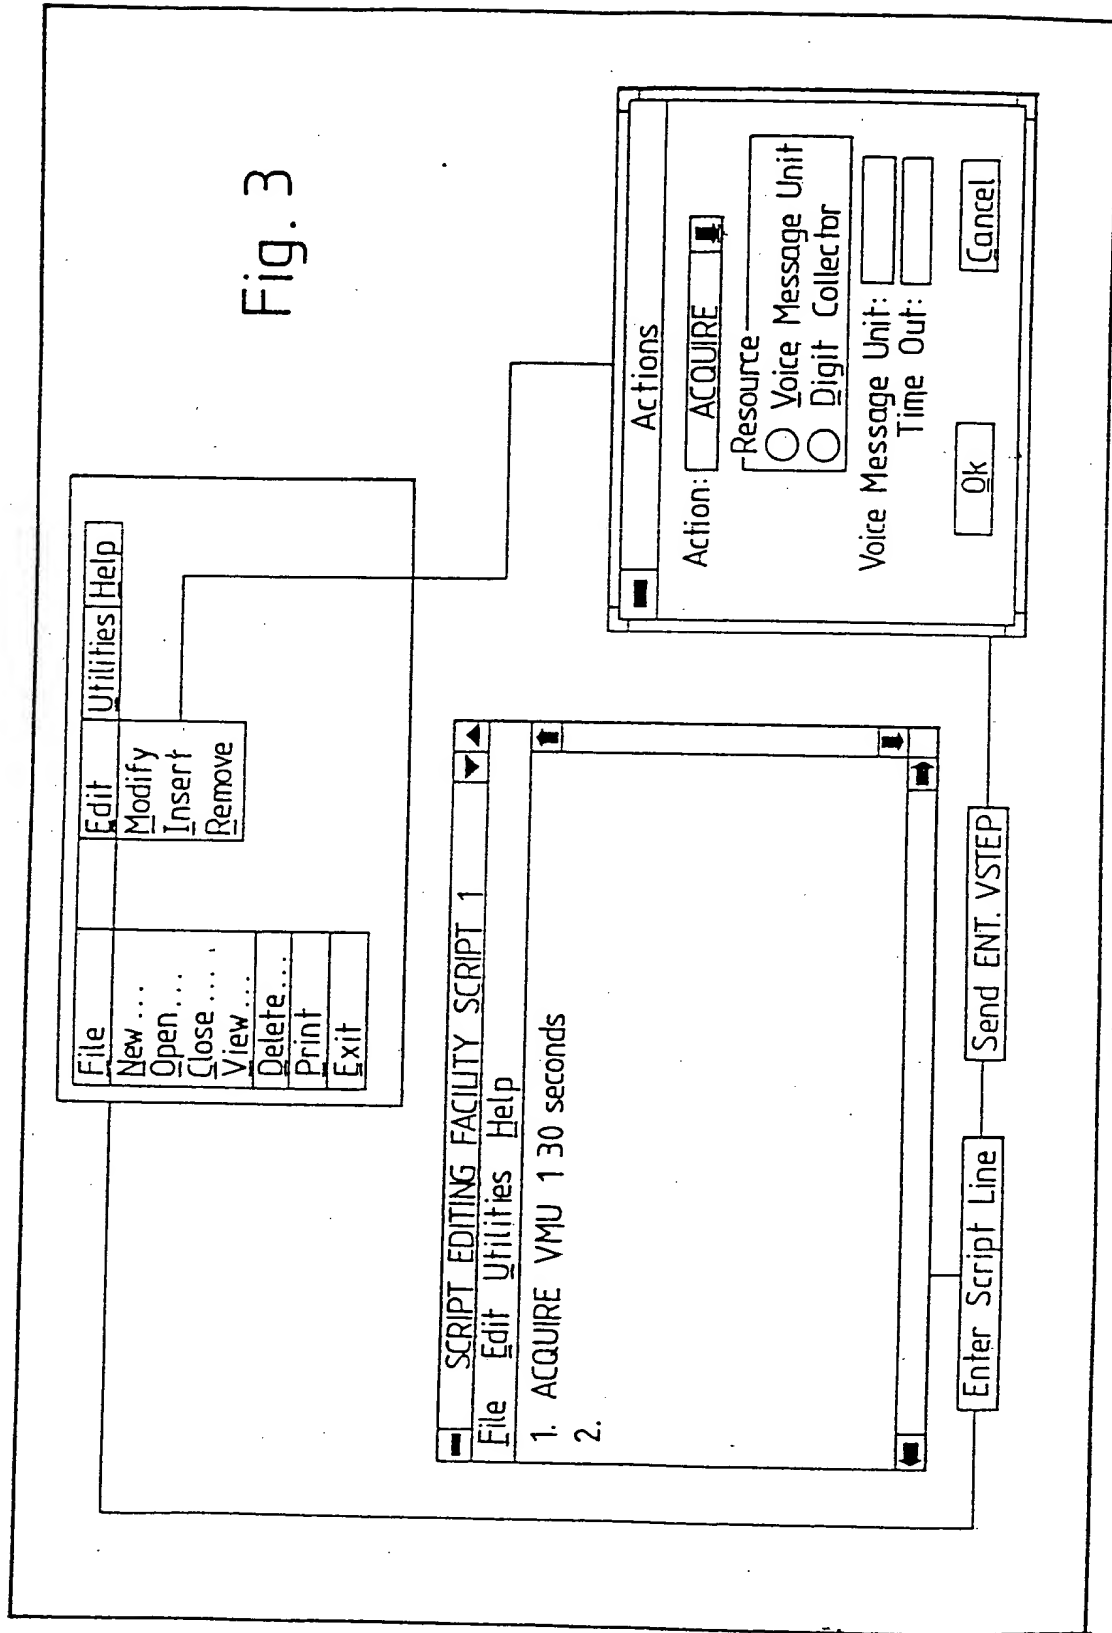 Fig. 3
File
New...
Open...
Close...
View...
Delete...
Print
Exit
Edit
Modify
Insert
Remove
Utilities
Help
SCRIPT EDITING FACILITY SCRIPT 1
File Edit Utilities Help
1. ACQUIRE VMU 1 30 seconds
2.
Actions
Action: ACQUIRE
Resource
Voice Message Unit
Digit Collector
Voice Message Unit:
Time Out:
Ok
Cancel
Enter Script Line
Send ENT. VSTEP